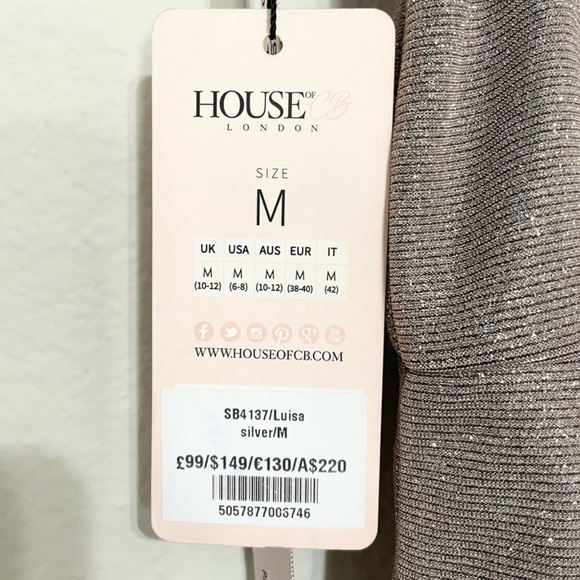 HOUSE OF CB
LONDON
SIZE
M
UK USA AUS EUR IT
M M M M M
(10-12) (6-8) (10-12) (38-40) (42)
WWW.HOUSEOFCB.COM
SB4137/Luisa
silver/M
£99/$149/€130/A$220
5057877006746